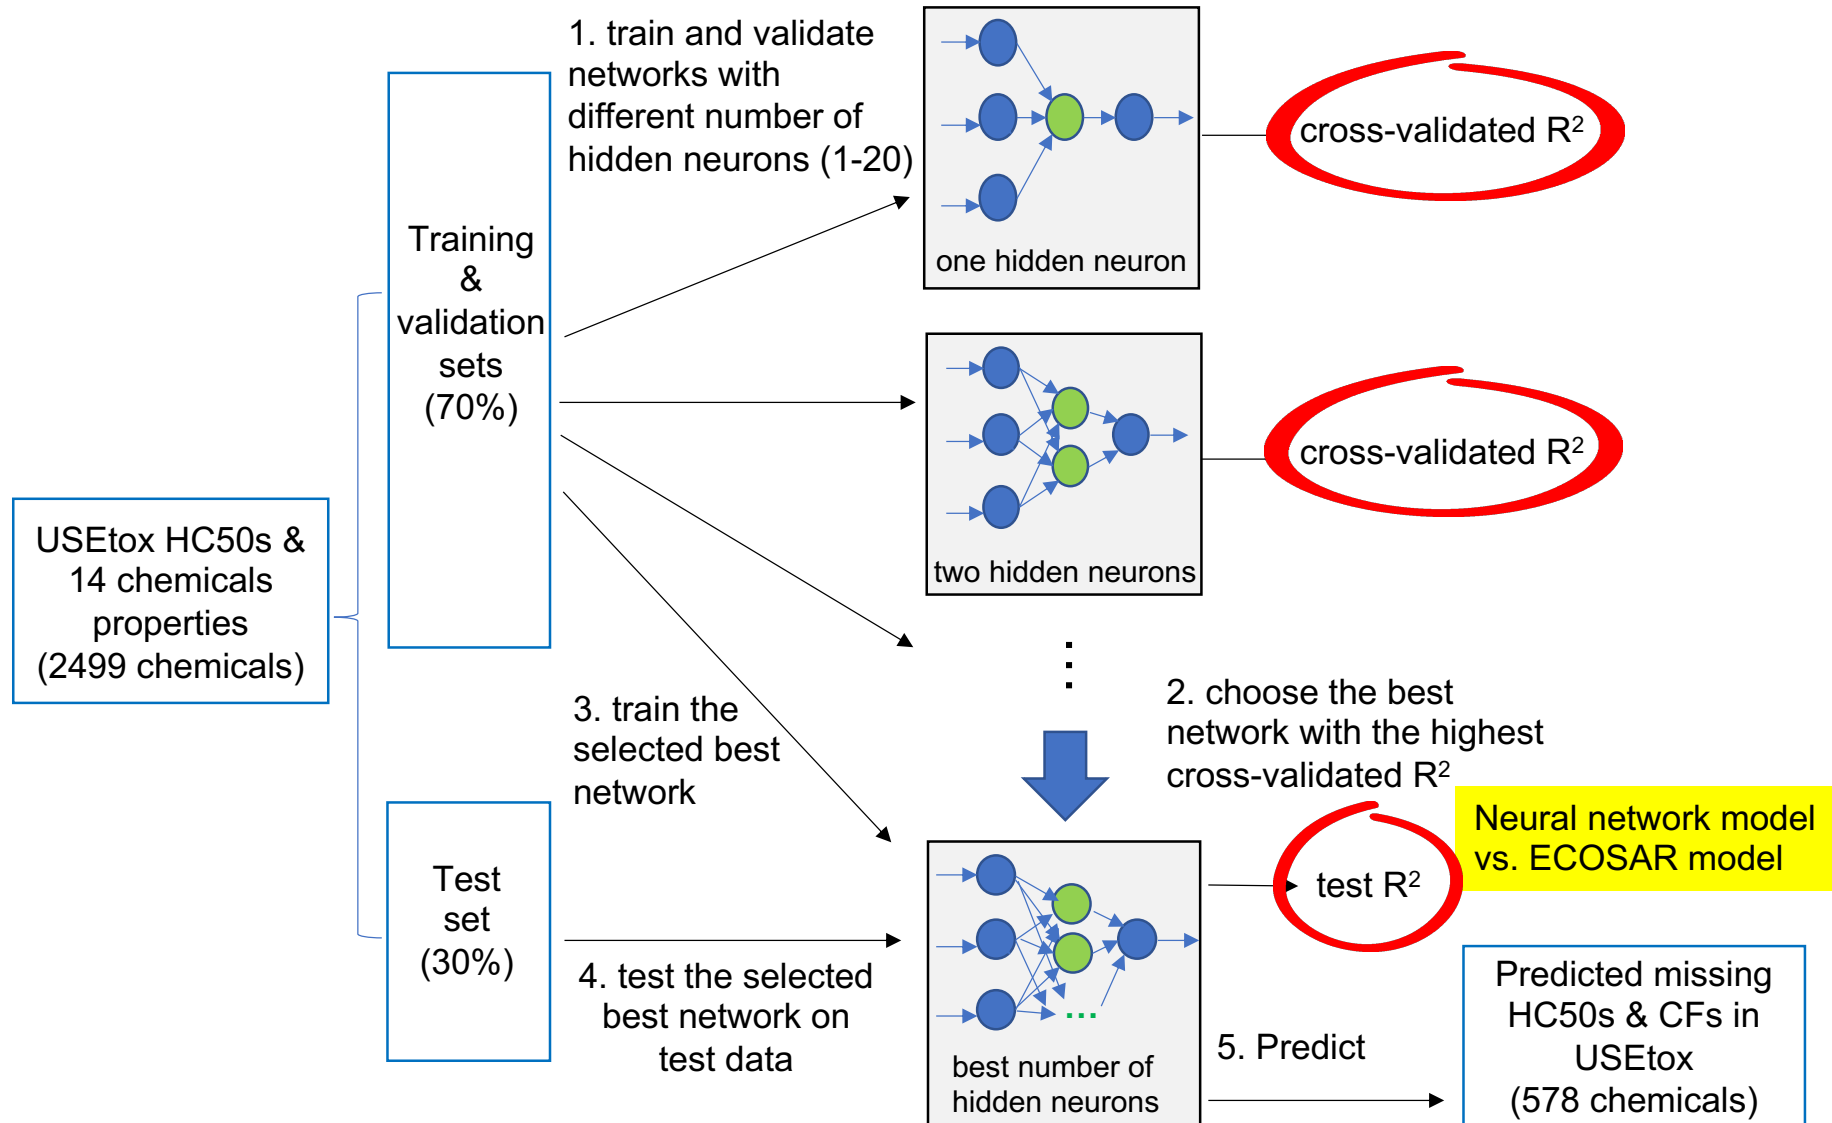 1. train and validate
networks with
different number of
hidden neurons (1-20)
one hidden neuron
cross-validated R²
Training
&
validation
sets
(70%)
two hidden neurons
cross-validated R²
USEtox HC50s &
14 chemicals
properties
(2499 chemicals)
⋮
2. choose the best
network with the highest
cross-validated R²
3. train the
selected best
network
Neural network model
vs. ECOSAR model
test R²
Test
set
(30%)
4. test the selected
best network on
test data
...
best number of
hidden neurons
5. Predict
Predicted missing
HC50s & CFs in
USEtox
(578 chemicals)